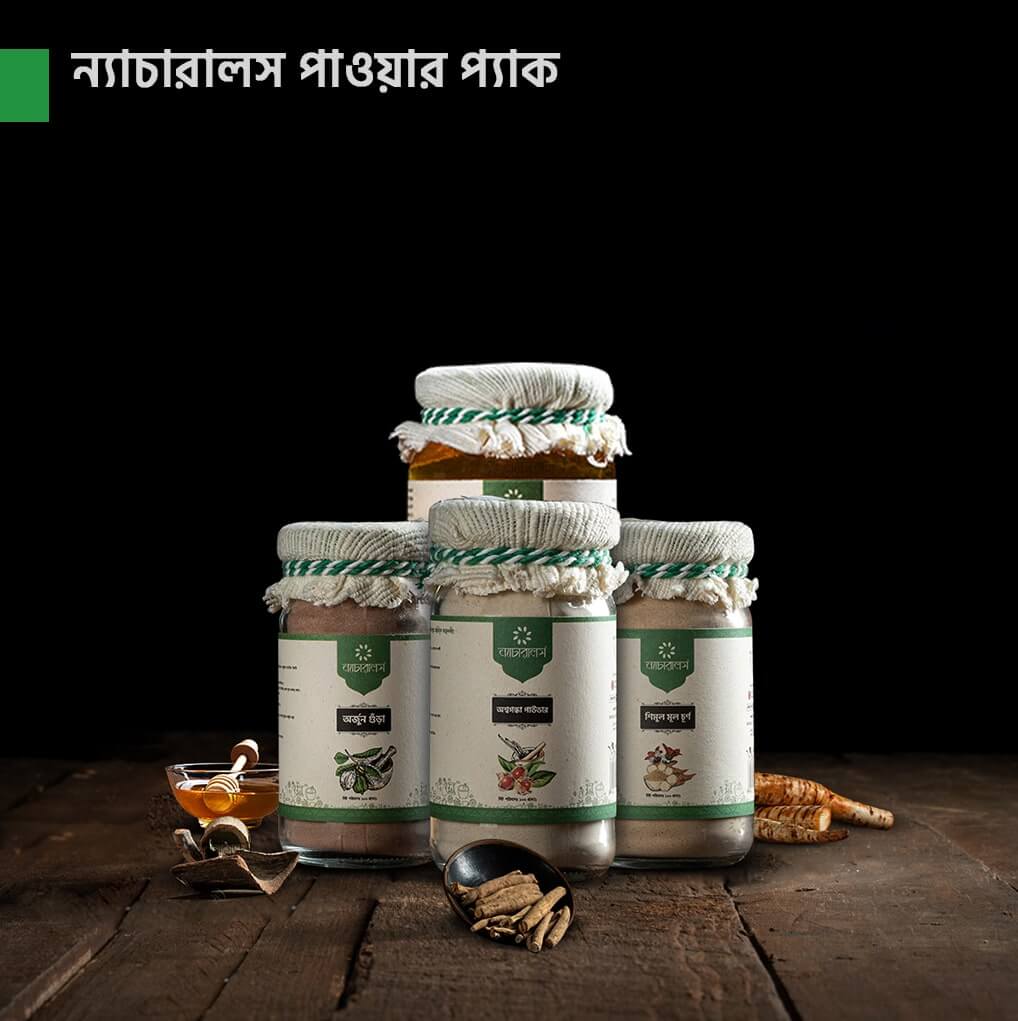 ন্যাচারালস পাওয়ার প্যাক
ন্যাচারালস
অর্জুন গুঁড়া
ন্যাচারালস
অশ্বগন্ধা পাউডার
ন্যাচারালস
শিমুল মূল চূর্ণ